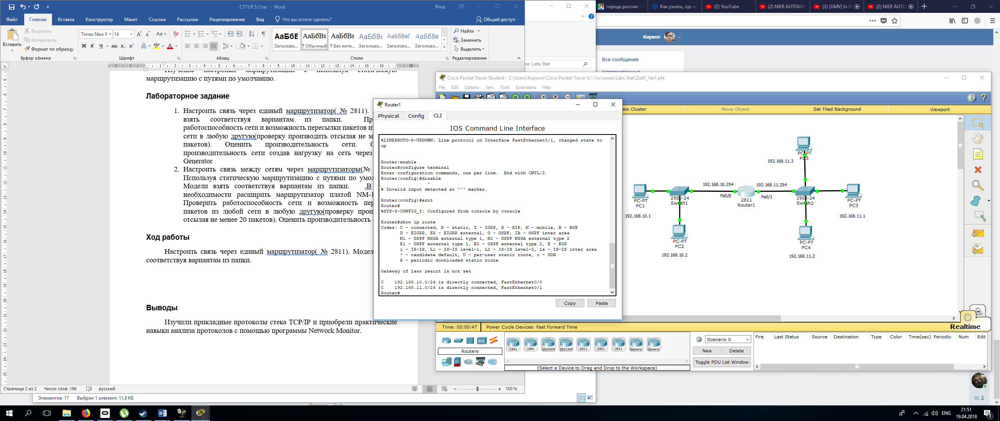 CTTLR 5 Стат - Word
Вход
Файл
Главная
Вставка
Конструктор
Макет
Ссылки
Рассылки
Рецензирование
Вид
Что вы хотите сделать?
Общий доступ
Вставить
Вырезать
Копировать
Формат по образцу
Буфер обмена
Times New F
14
Шрифт
Абзац
АаБбВ
Заголово...
АаБбВв
¶ Обычный
АаБбВв
¶ Без инте...
АаБбВв
Заголово...
АаБбВвГ
Заголово...
АаБбВв
Заголово...
Стили
Найти
Заменить
Выделить
Редактирование
маршрутизацию с путями по умолчанию.
Лабораторное задание
1. Настроить связь через единый маршрутизатор( № 2811).
взять соответствуя вариантам из папки. Пр
работоспособность сети и возможность пересылки пакетов из
сети в любую другую(проверку производить отсылая не м
пакетов). Оценить производительность сети.
производительность сети создав нагрузку на сеть через
Generator
2. Настроить связь между сетям через маршрутизаторы(№
Используя статическую маршрутизацию с путями по умол
Модели взять соответствуя вариантам из папки. .В
необходимости расширить маршрутизатор платой NM-1
Проверить работоспособность сети и возможность пер
пакетов из любой сети в любую другую(проверку прои
отсылая не менее 20 пакетов). Оценить производительность
Ход работы
Настроить связь через единый маршрутизатор( № 2811). Модел
соответствуя вариантам из папки.
Выводы
Изучили прикладные протоколы стека TCP/IP и приобрели практические
навыки анализа протоколов с помощью программы Network Monitor.
Страница 2 из 2
Число слов: 186
русский
100 %
Элементов: 17
Выбран 1 элемент: 11,8 КБ
ск: Labs Stat
города россии –
Как узнать, где м
(2) YouTube
(2) NIER AUTOMA
(2) [GMV] In th
(2) NIER AUTO
Кирилл
Все сообщения
Непрочитанные
Cisco Packet Tracer Student - C:\Users\Кирилл\Cisco Packet Tracer 6.1.1sv\saves\Labs Stat\Zad1_Var1.pkt
File
Edit
Options
View
Tools
Extensions
Help
ew Cluster
Move Object
Set Tiled Background
Viewport
Router1
Physical
Config
CLI
IOS Command Line Interface
%LINEPROTO-5-UPDOWN: Line protocol on Interface FastEthernet0/1, changed state to
up
Router>enable
Router#configure terminal
Enter configuration commands, one per line.  End with CNTL/Z.
Router(config)#disable
^
% Invalid input detected at '^' marker.
Router(config)#exit
Router#
%SYS-5-CONFIG_I: Configured from console by console
Router#show ip route
Codes: C - connected, S - static, I - IGRP, R - RIP, M - mobile, B - BGP
D - EIGRP, EX - EIGRP external, O - OSPF, IA - OSPF inter area
N1 - OSPF NSSA external type 1, N2 - OSPF NSSA external type 2
E1 - OSPF external type 1, E2 - OSPF external type 2, E - EGP
i - IS-IS, L1 - IS-IS level-1, L2 - IS-IS level-2, ia - IS-IS inter area
* - candidate default, U - per-user static route, o - ODR
P - periodic downloaded static route
Gateway of last resort is not set
C    192.168.10.0/24 is directly connected, FastEthernet0/0
C    192.168.11.0/24 is directly connected, FastEthernet0/1
Router#
Copy
Paste
PC-PT
PC5
192.168.11.3
192.168.10.254
192.168.11.254
Fa0/0
Fa0/1
PC-PT
PC1
192.168.10.1
2950-24
Switch1
2811
Router1
2950-24
Switch2
PC-PT
PC3
192.168.11.1
PC-PT
PC2
192.168.10.2
PC-PT
PC4
192.168.11.2
Time: 00:00:47
Power Cycle Devices  Fast Forward Time
Realtime
Routers
1841
1941
2620XM
2621XM
2811
2901
2911
Generic
Generic
(Select a Device to Drag and Drop to the Workspace)
Scenario 0
New
Delete
Toggle PDU List Window
Fire
Last Status
Source
Destination
Type
Color
Time(sec)
Periodic
Num
Edit
32
ENG
21:51
19.04.2018